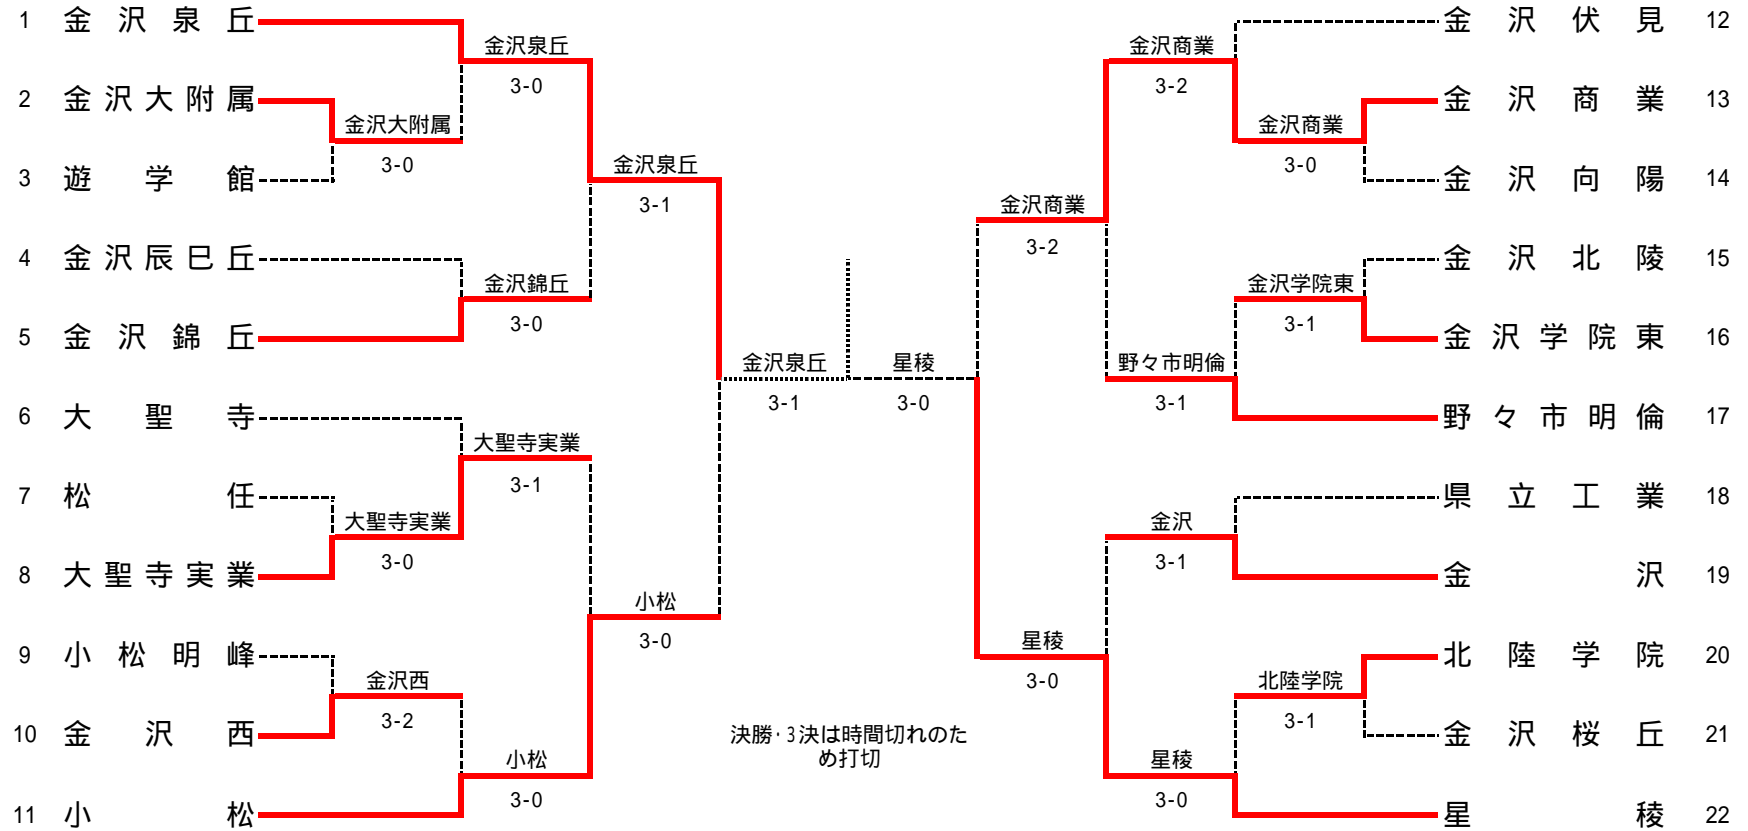 1 金沢泉丘
2 金沢大附属
3 遊学館
4 金沢辰巳丘
5 金沢錦丘
6 大聖寺
7 松任
8 大聖寺実業
9 小松明峰
10 金沢西
11 小松
金沢大附属
3-0
大聖寺実業
3-0
金沢西
3-2
金沢泉丘
3-0
金沢錦丘
3-0
大聖寺実業
3-1
小松
3-0
金沢泉丘
3-1
小松
3-0
金沢泉丘
3-1
星稜
3-0
決勝・3決は時間切れのた
め打切
金沢商業
3-2
星稜
3-0
金沢商業
3-2
野々市明倫
3-1
金沢
3-1
星稜
3-0
金沢商業
3-0
金沢学院東
3-1
北陸学院
3-1
金沢伏見 12
金沢商業 13
金沢向陽 14
金沢北陵 15
金沢学院東 16
野々市明倫 17
県立工業 18
金沢 19
北陸学院 20
金沢桜丘 21
星稜 22